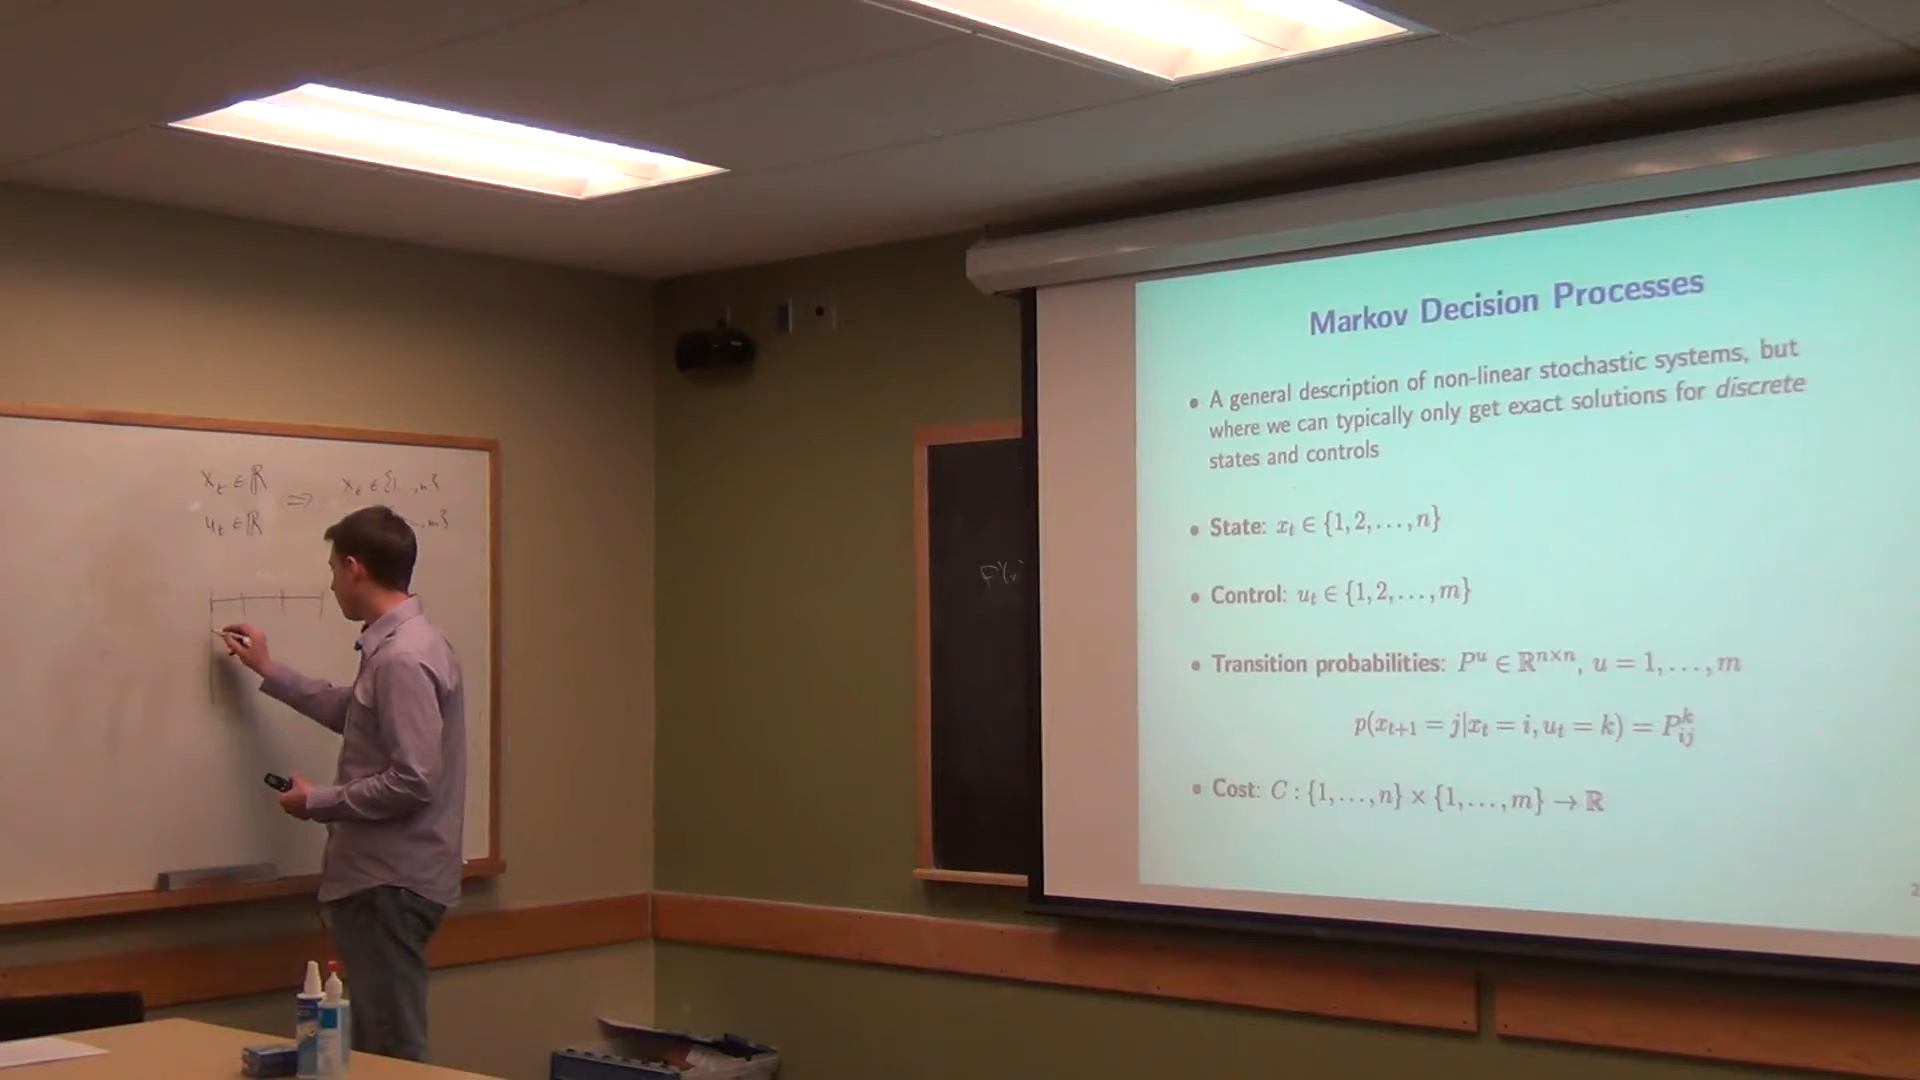 x_t ∈ ℝ ⇒ x_t ∈ {1...,n}
u_t ∈ ℝ ..,m}
F'(x)
Markov Decision Processes
• A general description of non-linear stochastic systems, but
where we can typically only get exact solutions for discrete
states and controls
• State: x_t ∈ {1, 2, . . . , n}
• Control: u_t ∈ {1, 2, . . . , m}
• Transition probabilities: P^u ∈ ℝ^{n×n}, u = 1, . . . , m
p(x_{t+1} = j|x_t = i, u_t = k) = P^k_{ij}
• Cost: C : {1, . . . , n} × {1, . . . , m} → ℝ
2